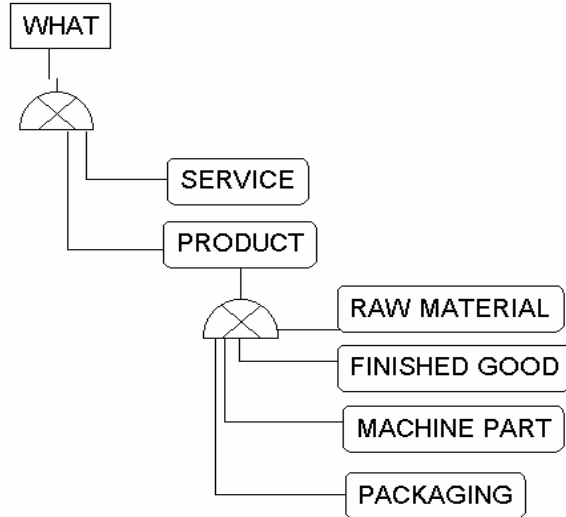 WHAT
SERVICE
PRODUCT
RAW MATERIAL
FINISHED GOOD
MACHINE PART
PACKAGING